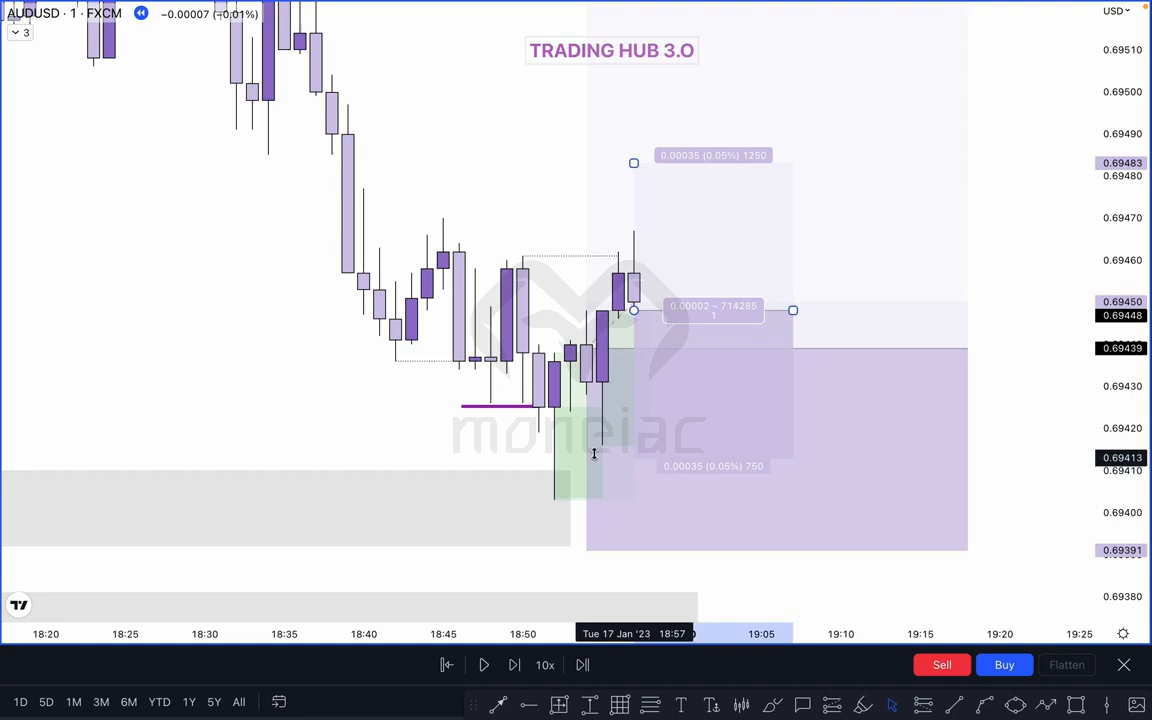 AUDUSD · 1 · FXCM −0.00007 (−0.01%)
3
USD
TRADING HUB 3.O
0.69510
0.69500
0.69490
0.69483
0.69480
0.69470
0.69460
0.69450
0.69448
0.69439
0.69430
0.69420
0.69413
0.69410
0.69400
0.69391
0.69380
0.00035 (0.05%) 1250
0.00002 – 714285
1
0.00035 (0.05%) 750
moneiac
18:20
18:25
18:30
18:35
18:40
18:45
18:50
Tue 17 Jan '23 18:57
19:05
19:10
19:15
19:20
19:25
10x
Sell
Buy
Flatten
1D 5D 1M 3M 6M YTD 1Y 5Y All